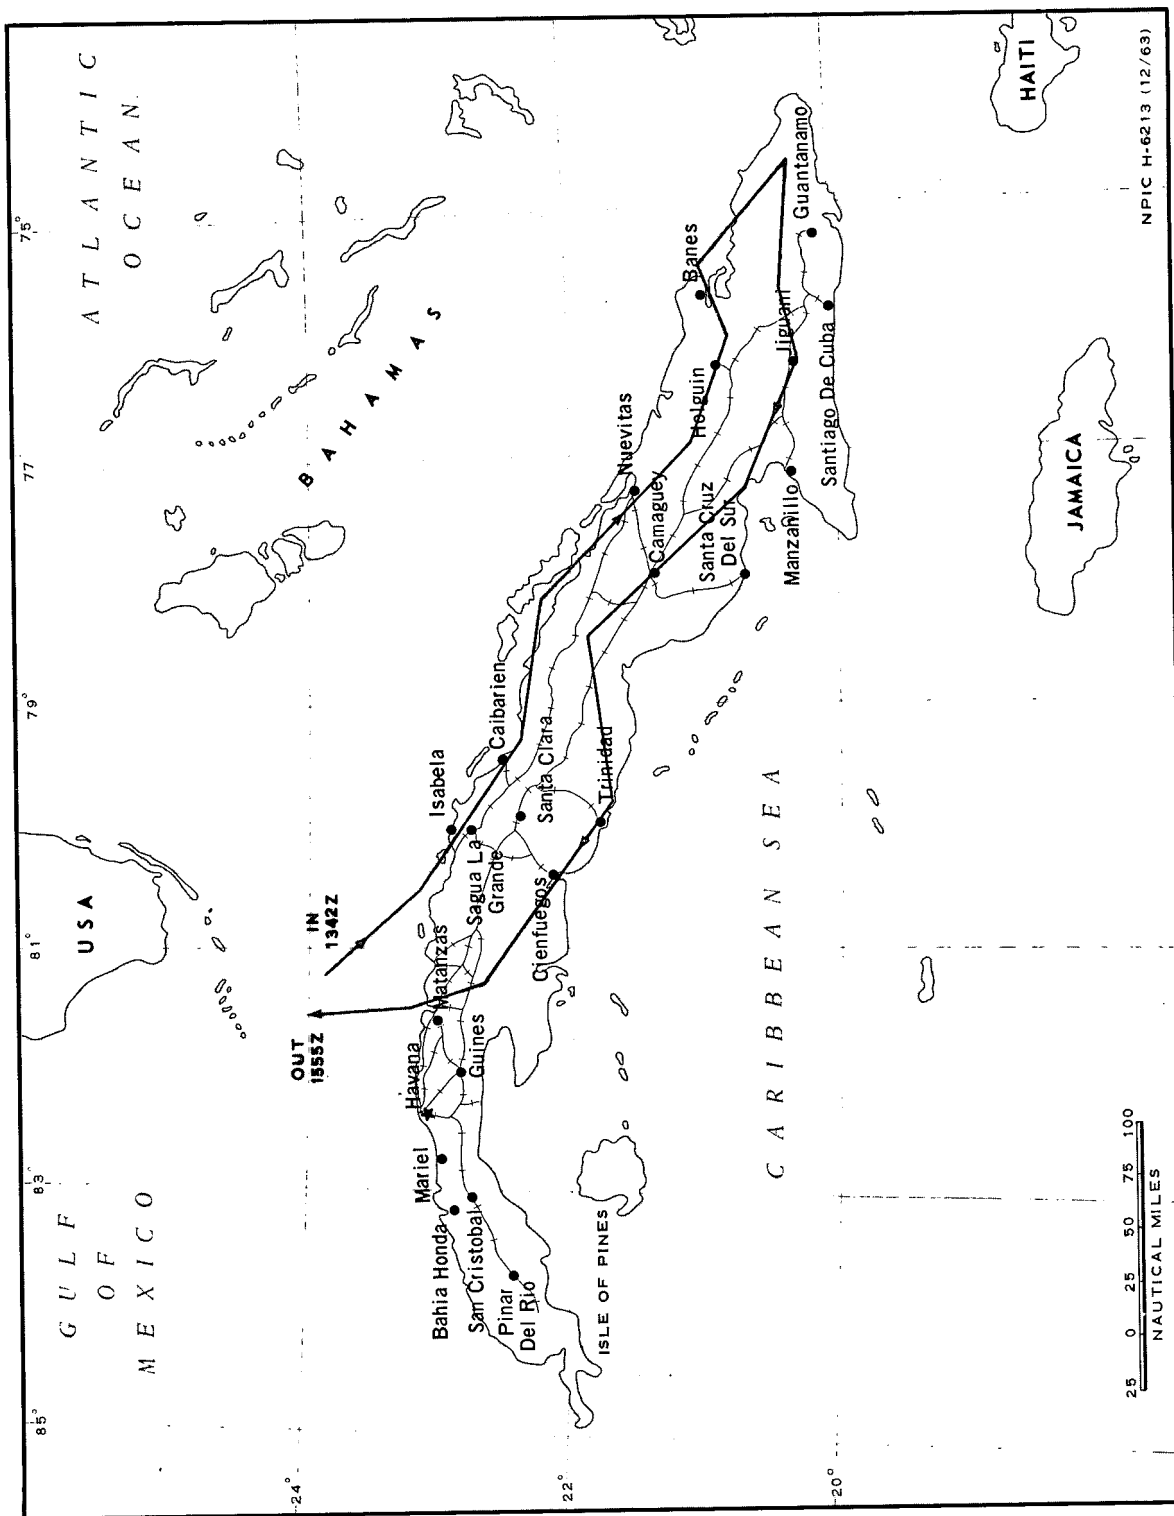 ATLANTIC
OCEAN
GULF
OF
MEXICO
USA
BAHAMAS
85°
83°
81°
79°
77
75°
24°
22°
20°
IN
1342Z
OUT
1555Z
Havana
Mariel
Bahia Honda
San Cristobal
Pinar
Del Rio
Guines
Matanzas
Isabela
Sagua La
Grande
Caibarien
Santa Clara
Cienfuegos
Trinidad
Nuevitas
Camaguey
Santa Cruz
Del Sur
Holguin
Banes
Manzanillo
Jiguani
Santiago De Cuba
Guantanamo
ISLE OF PINES
CARIBBEAN SEA
JAMAICA
HAITI
25 0 25 50 75 100
NAUTICAL MILES
NPIC H-6213 (12/63)